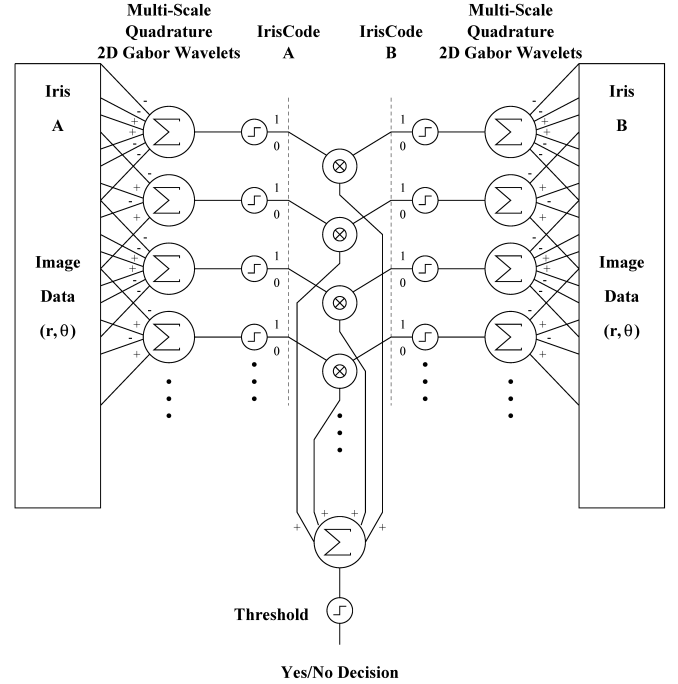 Multi-Scale
Quadrature
2D Gabor Wavelets
IrisCode
A
IrisCode
B
Multi-Scale
Quadrature
2D Gabor Wavelets
Iris
A
Image
Data
(r, θ)
- - + + - -
+ - +
- - + + - -
+ - +
Σ
Σ
Σ
Σ
1
0
1
0
1
0
1
0
⊗
⊗
⊗
⊗
1
0
1
0
1
0
1
0
Σ
Σ
Σ
Σ
- - + + - -
+ - +
- - + + - -
+ - +
Iris
B
Image
Data
(r, θ)
+ + + +
Σ
Threshold
Yes/No Decision